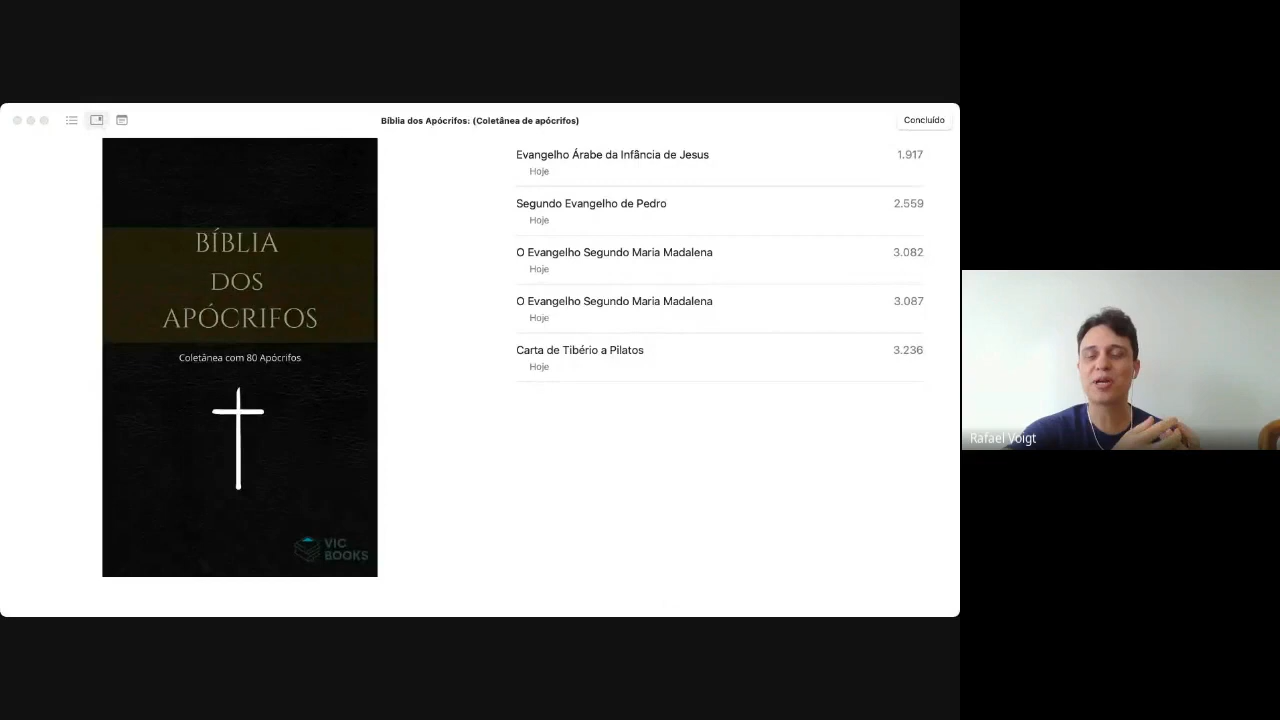 Bíblia dos Apócrifos: (Coletânea de apócrifos)
Concluído
BÍBLIA
DOS
APÓCRIFOS
Coletânea com 80 Apócrifos
VIC
BOOKS
Evangelho Árabe da Infância de Jesus 1.917
Hoje
Segundo Evangelho de Pedro 2.559
Hoje
O Evangelho Segundo Maria Madalena 3.082
Hoje
O Evangelho Segundo Maria Madalena 3.087
Hoje
Carta de Tibério a Pilatos 3.236
Hoje
Rafael Voigt